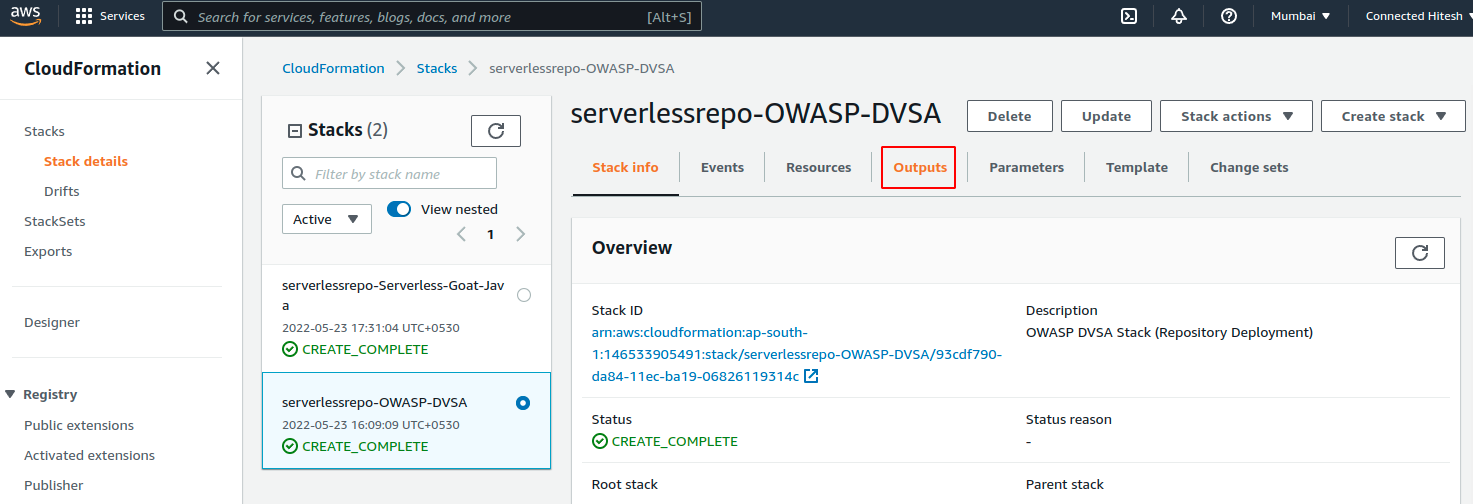 aws
Services
Search for services, features, blogs, docs, and more
[Alt+S]
Mumbai
Connected Hitesh
CloudFormation
Stacks
Stack details
Drifts
StackSets
Exports
Designer
Registry
Public extensions
Activated extensions
Publisher
CloudFormation
Stacks
serverlessrepo-OWASP-DVSA
Stacks (2)
Filter by stack name
Active
View nested
1
serverlessrepo-Serverless-Goat-Jav
a
2022-05-23 17:31:04 UTC+0530
CREATE_COMPLETE
serverlessrepo-OWASP-DVSA
2022-05-23 16:09:09 UTC+0530
CREATE_COMPLETE
serverlessrepo-OWASP-DVSA
Delete
Update
Stack actions
Create stack
Stack info
Events
Resources
Outputs
Parameters
Template
Change sets
Overview
Stack ID
arn:aws:cloudformation:ap-south-
1:146533905491:stack/serverlessrepo-OWASP-DVSA/93cdf790-
da84-11ec-ba19-06826119314c
Description
OWASP DVSA Stack (Repository Deployment)
Status
CREATE_COMPLETE
Status reason
-
Root stack
Parent stack